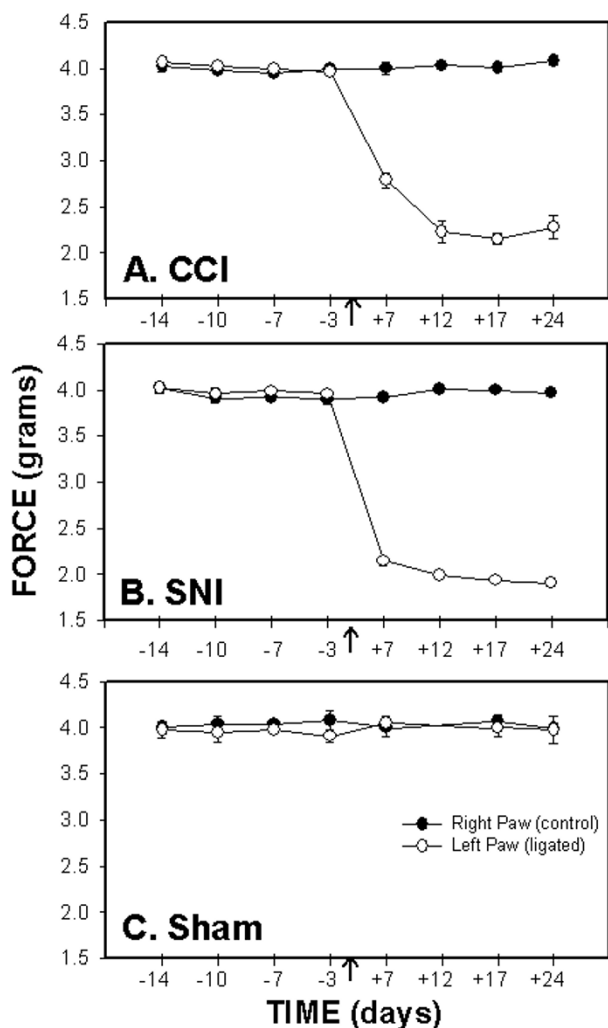 4.5
4.0
3.5
3.0
2.5
2.0
1.5
A. CCI
-14 -10 -7 -3 +7 +12 +17 +24
4.5
4.0
3.5
3.0
2.5
2.0
1.5
B. SNI
-14 -10 -7 -3 +7 +12 +17 +24
FORCE (grams)
4.5
4.0
3.5
3.0
2.5
2.0
1.5
Right Paw (control)
Left Paw (ligated)
C. Sham
-14 -10 -7 -3 +7 +12 +17 +24
TIME (days)